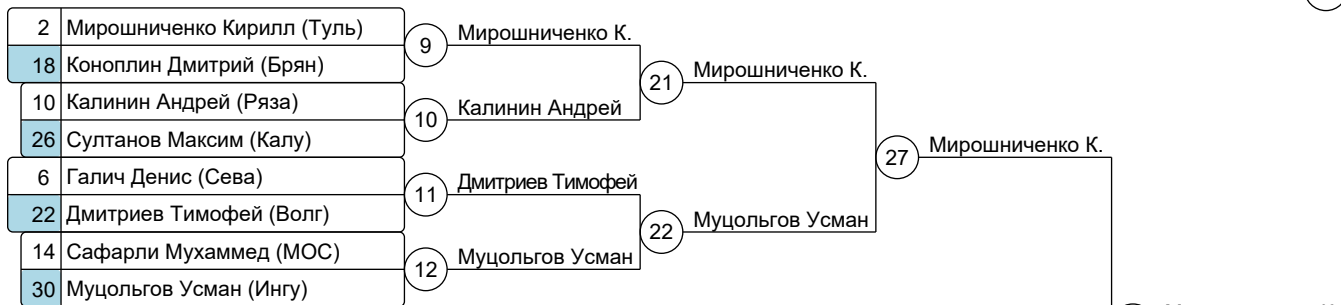 2 Мирошниченко Кирилл (Туль)
18 Коноплин Дмитрий (Брян)
10 Калинин Андрей (Ряза)
26 Султанов Максим (Калу)
6 Галич Денис (Сева)
22 Дмитриев Тимофей (Волг)
14 Сафарли Мухаммед (МОС)
30 Муцольгов Усман (Ингу)
9 Мирошниченко К.
10 Калинин Андрей
11 Дмитриев Тимофей
12 Муцольгов Усман
21 Мирошниченко К.
22 Муцольгов Усман
27 Мирошниченко К.